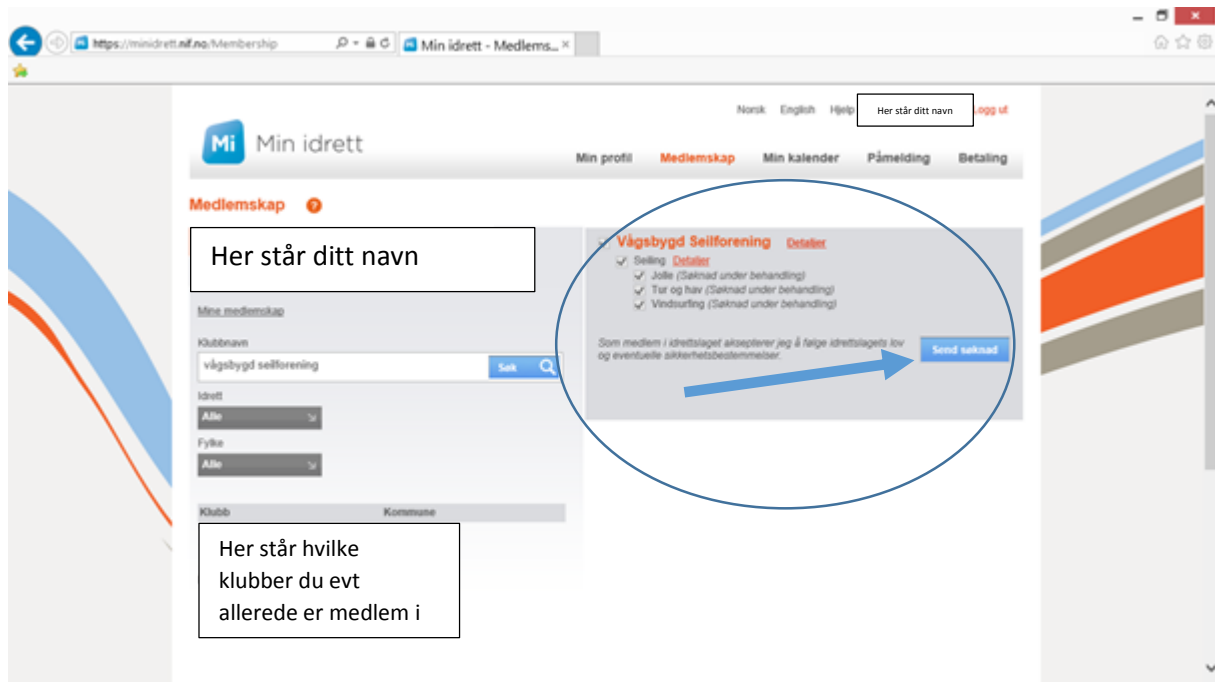 https://minidrett.nif.no/Membership
Min idrett - Medlems...
Norsk English Hjelp Her står ditt navn Logg ut
Mi Min idrett
Min profil Medlemskap Min kalender Påmelding Betaling
Medlemskap ?
Her står ditt navn
Mine medlemskap
Klubbnavn
vågsbygd seilforening Søk
Idrett
Alle
Fylke
Alle
Klubb Kommune
Her står hvilke
klubber du evt
allerede er medlem i
Vågsbygd Seilforening Detaljer
Seiling Detaljer
Jolle (Søknad under behandling)
Tur og hav (Søknad under behandling)
Vindsurfing (Søknad under behandling)
Som medlem i idrettslaget aksepterer jeg å følge idrettslagets lov
og eventuelle sikkerhetsbestemmelser.
Send søknad